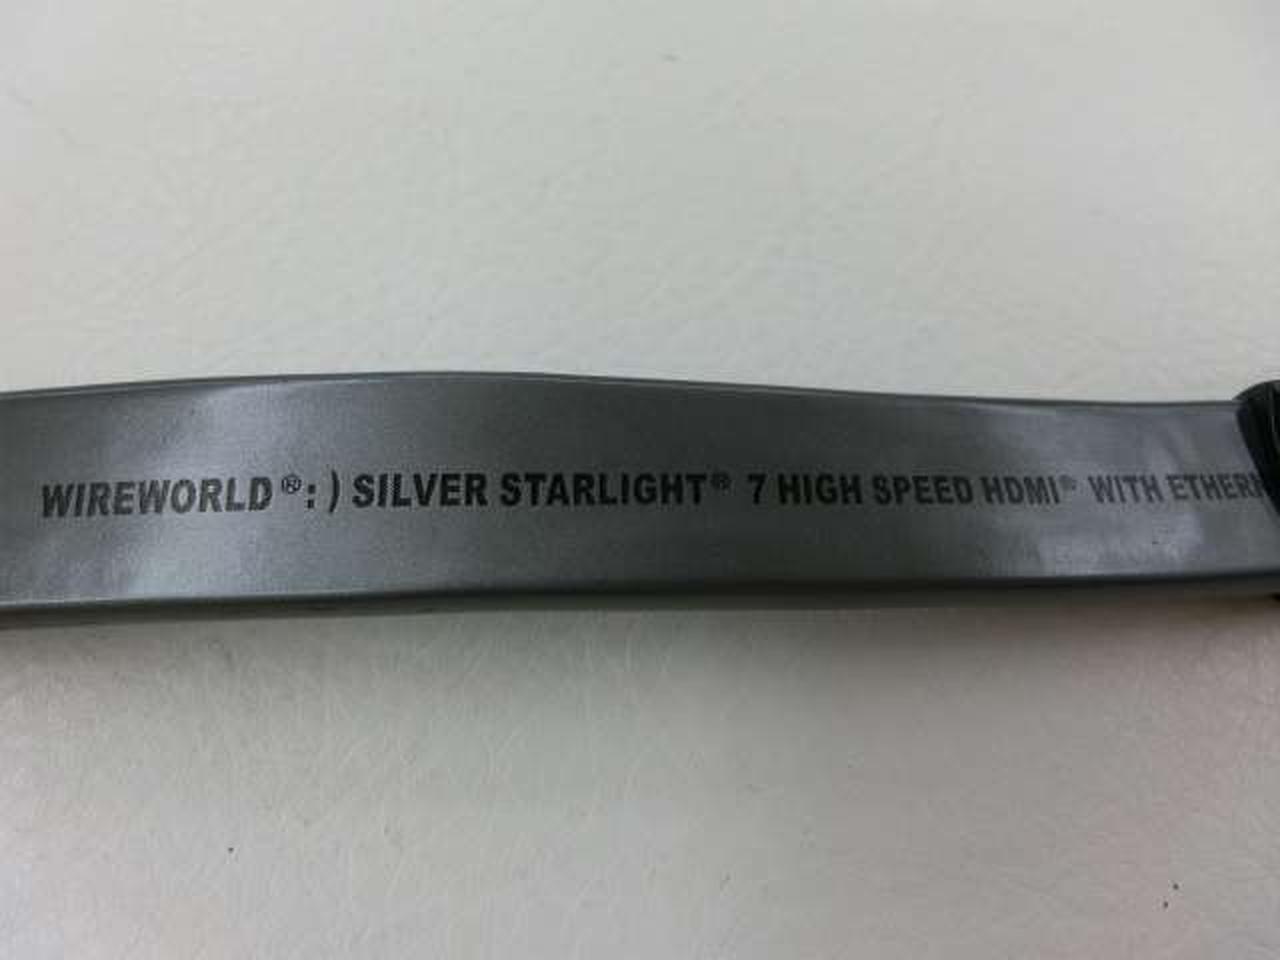 WIREWORLD®:) SILVER STARLIGHT® 7 HIGH SPEED HDMI® WITH